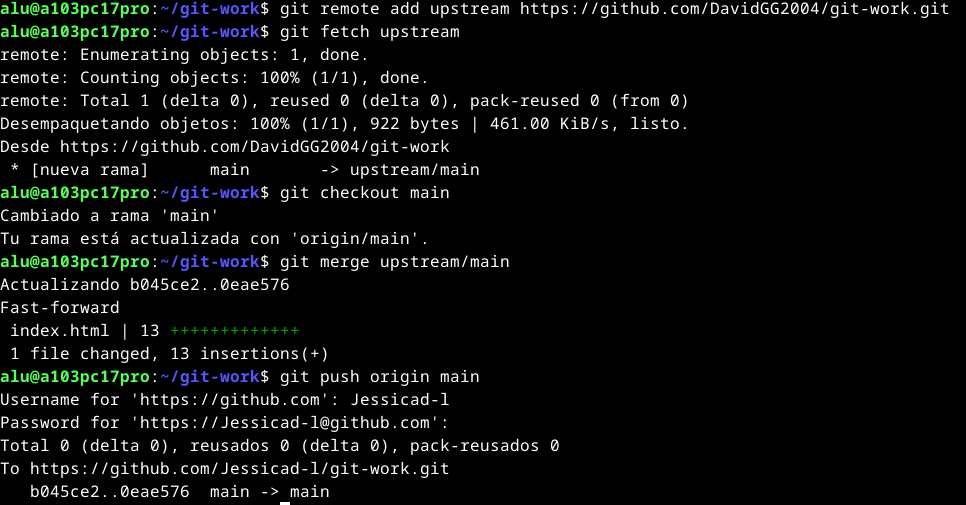 alu@a103pc17pro:~/git-work$ git remote add upstream https://github.com/DavidGG2004/git-work.git
alu@a103pc17pro:~/git-work$ git fetch upstream
remote: Enumerating objects: 1, done.
remote: Counting objects: 100% (1/1), done.
remote: Total 1 (delta 0), reused 0 (delta 0), pack-reused 0 (from 0)
Desempaquetando objetos: 100% (1/1), 922 bytes | 461.00 KiB/s, listo.
Desde https://github.com/DavidGG2004/git-work
 * [nueva rama]      main       -> upstream/main
alu@a103pc17pro:~/git-work$ git checkout main
Cambiado a rama 'main'
Tu rama está actualizada con 'origin/main'.
alu@a103pc17pro:~/git-work$ git merge upstream/main
Actualizando b045ce2..0eae576
Fast-forward
 index.html | 13 +++++++++++++
 1 file changed, 13 insertions(+)
alu@a103pc17pro:~/git-work$ git push origin main
Username for 'https://github.com': Jessicad-l
Password for 'https://Jessicad-l@github.com':
Total 0 (delta 0), reusados 0 (delta 0), pack-reusados 0
To https://github.com/Jessicad-l/git-work.git
   b045ce2..0eae576  main -> main